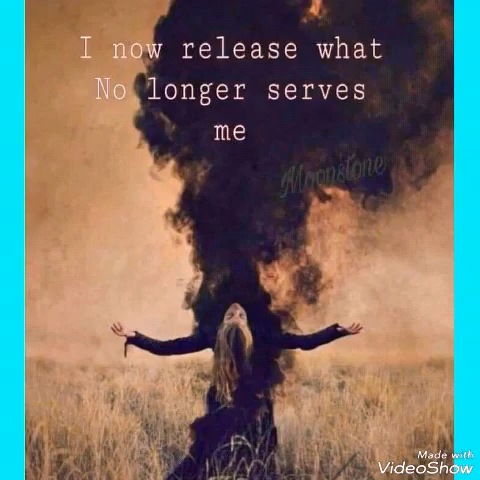 I now release what
No longer serves
me
Moonstone
Made with
VideoShow